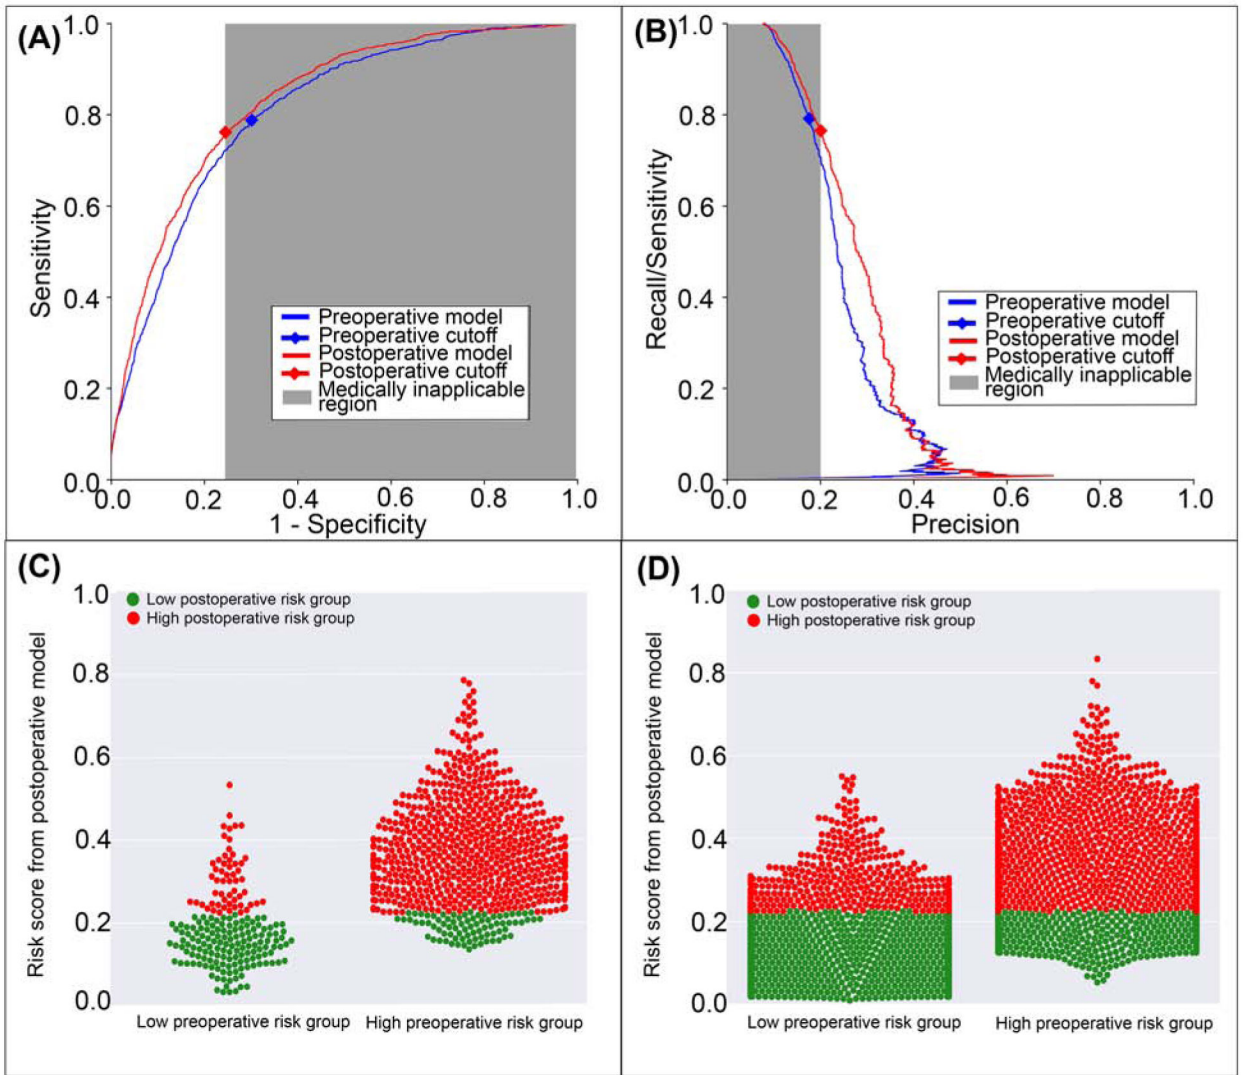 (A)
1.0
0.8
0.6
0.4
0.2
0.0
Sensitivity
Preoperative model
Preoperative cutoff
Postoperative model
Postoperative cutoff
Medically inapplicable
region
0.0 0.2 0.4 0.6 0.8 1.0
1 - Specificity
(B)
1.0
0.8
0.6
0.4
0.2
0.0
Recall/Sensitivity
Preoperative model
Preoperative cutoff
Postoperative model
Postoperative cutoff
Medically inapplicable
region
0.0 0.2 0.4 0.6 0.8 1.0
Precision
(C)
1.0
0.8
0.6
0.4
0.2
0.0
Risk score from postoperative model
Low postoperative risk group
High postoperative risk group
Low preoperative risk group High preoperative risk group
(D)
1.0
0.8
0.6
0.4
0.2
0.0
Risk score from postoperative model
Low postoperative risk group
High postoperative risk group
Low preoperative risk group High preoperative risk group